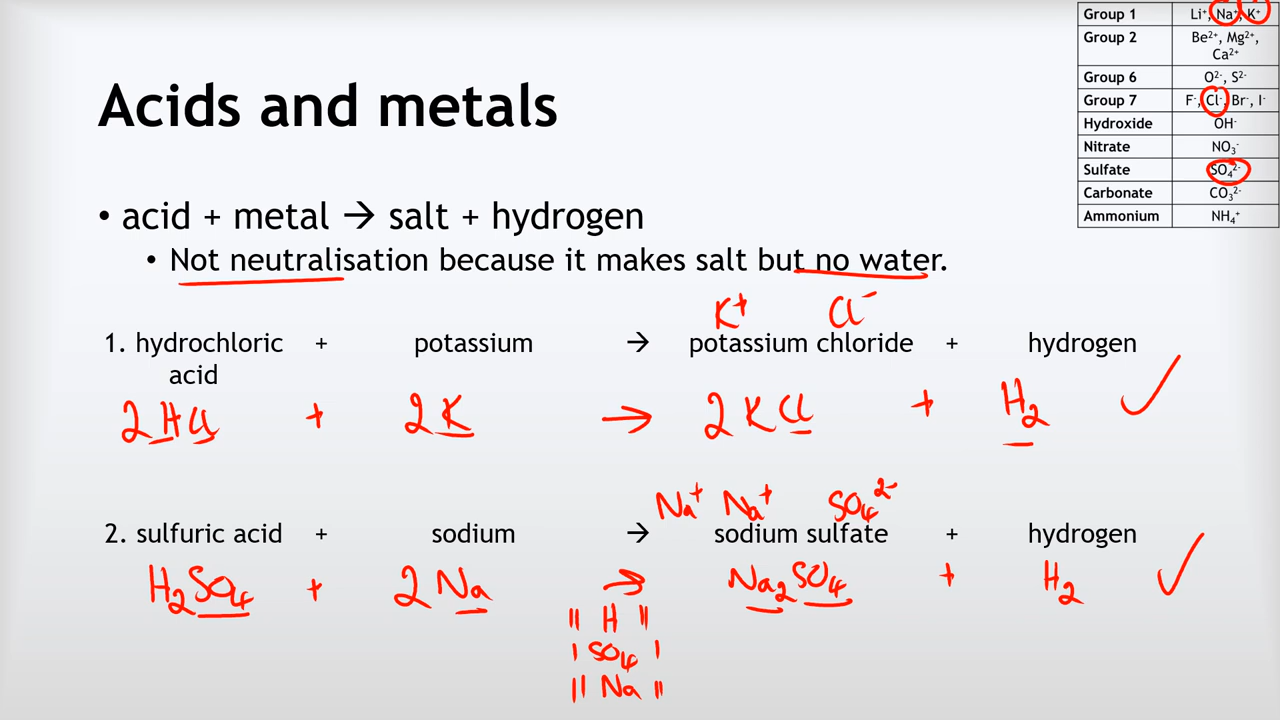 Group 1 Li⁺, Na⁺, K⁺
Group 2 Be²⁺, Mg²⁺,
Ca²⁺
Group 6 O²⁻, S²⁻
Group 7 F⁻, Cl⁻, Br⁻, I⁻
Hydroxide OH⁻
Nitrate NO₃⁻
Sulfate SO₄²⁻
Carbonate CO₃²⁻
Ammonium NH₄⁺
Acids and metals
• acid + metal → salt + hydrogen
• Not neutralisation because it makes salt but no water.
K⁺ Cl⁻
1. hydrochloric + potassium → potassium chloride + hydrogen
acid
2HCl + 2K → 2KCl + H₂ ✓
Na⁺ Na⁺ SO₄²⁻
2. sulfuric acid + sodium → sodium sulfate + hydrogen
H₂SO₄ + 2Na → Na₂SO₄ + H₂ ✓
|| H ||
| SO₄ |
|| Na ||